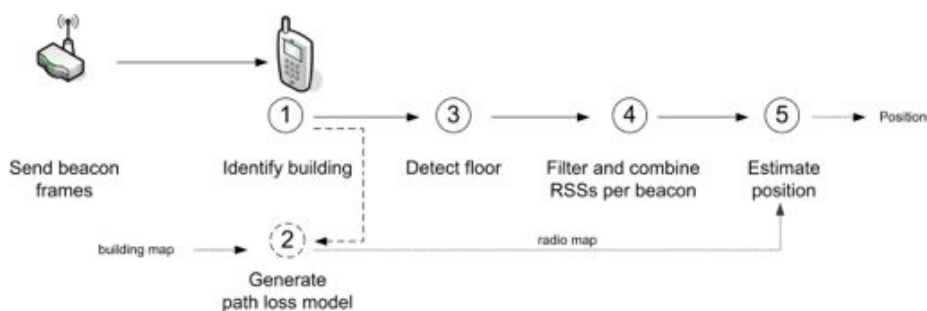 1
3
4
5
Position
Send beacon
frames
Identify building
Detect floor
Filter and combine
RSSs per beacon
Estimate
position
building map
2
radio map
Generate
path loss model